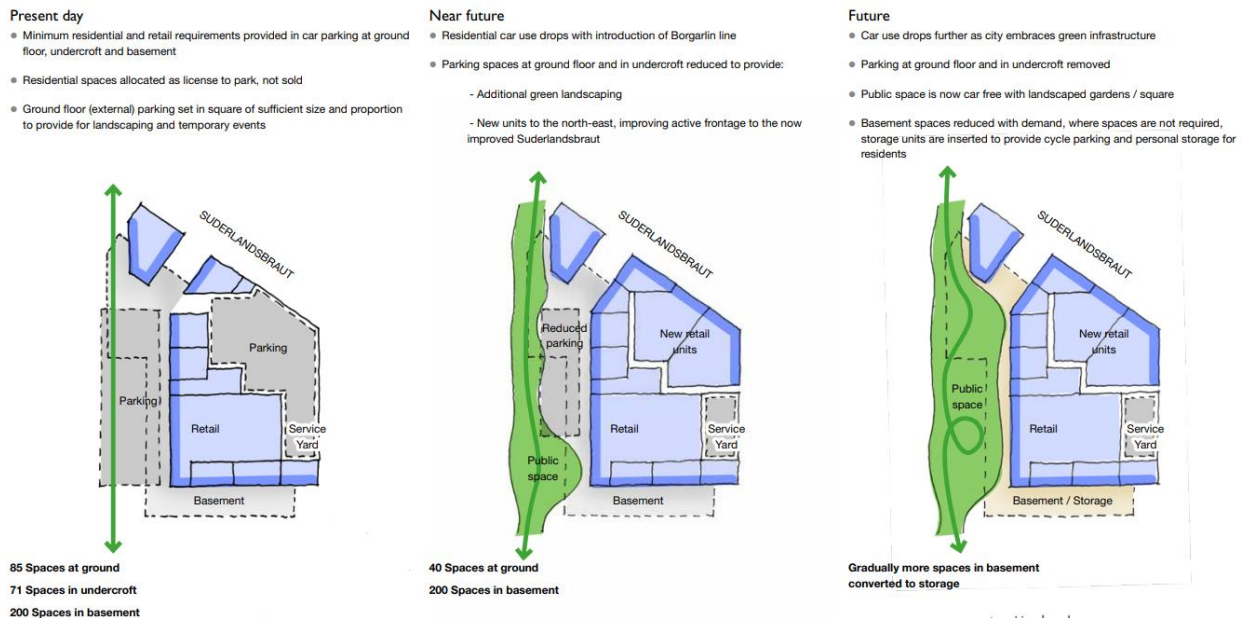 Present day
Minimum residential and retail requirements provided in car parking at ground
floor, undercroft and basement
Residential spaces allocated as license to park, not sold
Ground floor (external) parking set in square of sufficient size and proportion
to provide for landscaping and temporary events
SUDERLANDSBRAUT
Parking
Parking
Retail
Service
Yard
Basement
85 Spaces at ground
71 Spaces in undercroft
200 Spaces in basement
Near future
Residential car use drops with introduction of Borgarlin line
Parking spaces at ground floor and in undercroft reduced to provide:
- Additional green landscaping
- New units to the north-east, improving active frontage to the now
improved Suderlandsbraut
SUDERLANDSBRAUT
Reduced
parking
New retail
units
Retail
Service
Yard
Public
space
Basement
40 Spaces at ground
200 Spaces in basement
Future
Car use drops further as city embraces green infrastructure
Parking at ground floor and in undercroft removed
Public space is now car free with landscaped gardens / square
Basement spaces reduced with demand, where spaces are not required,
storage units are inserted to provide cycle parking and personal storage for
residents
SUDERLANDSBRAUT
New retail
units
Public
space
Retail
Service
Yard
Basement / Storage
Gradually more spaces in basement
converted to storage